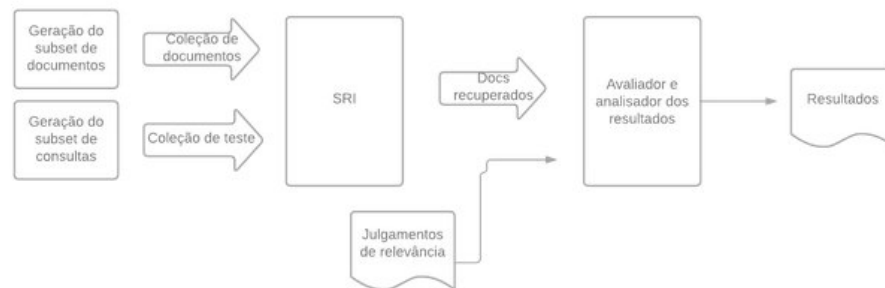 Geração do
subset de
documentos
Coleção de
documentos
Geração do
subset de
consultas
Coleção de teste
SRI
Docs
recuperados
Julgamentos
de relevância
Avaliador e
analisador dos
resultados
Resultados